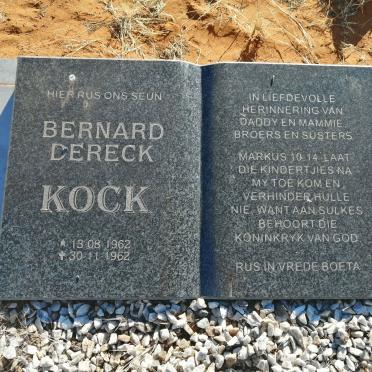 HIER RUS ONS SEUN
BERNARD
DERECK
KOCK
* 13 08 1962
✝ 30 11 1962
IN LIEFDEVOLLE
HERINNERING VAN
DADDY EN MAMMIE
BROERS EN SUSTERS
MARKUS 10-14 LAAT
DIE KINDERTJIES NA
MY TOE KOM EN
VERHINDER HULLE
NIE, WANT AAN SULKES
BEHOORT DIE
KONINKRYK VAN GOD
RUS IN VREDE BOETA